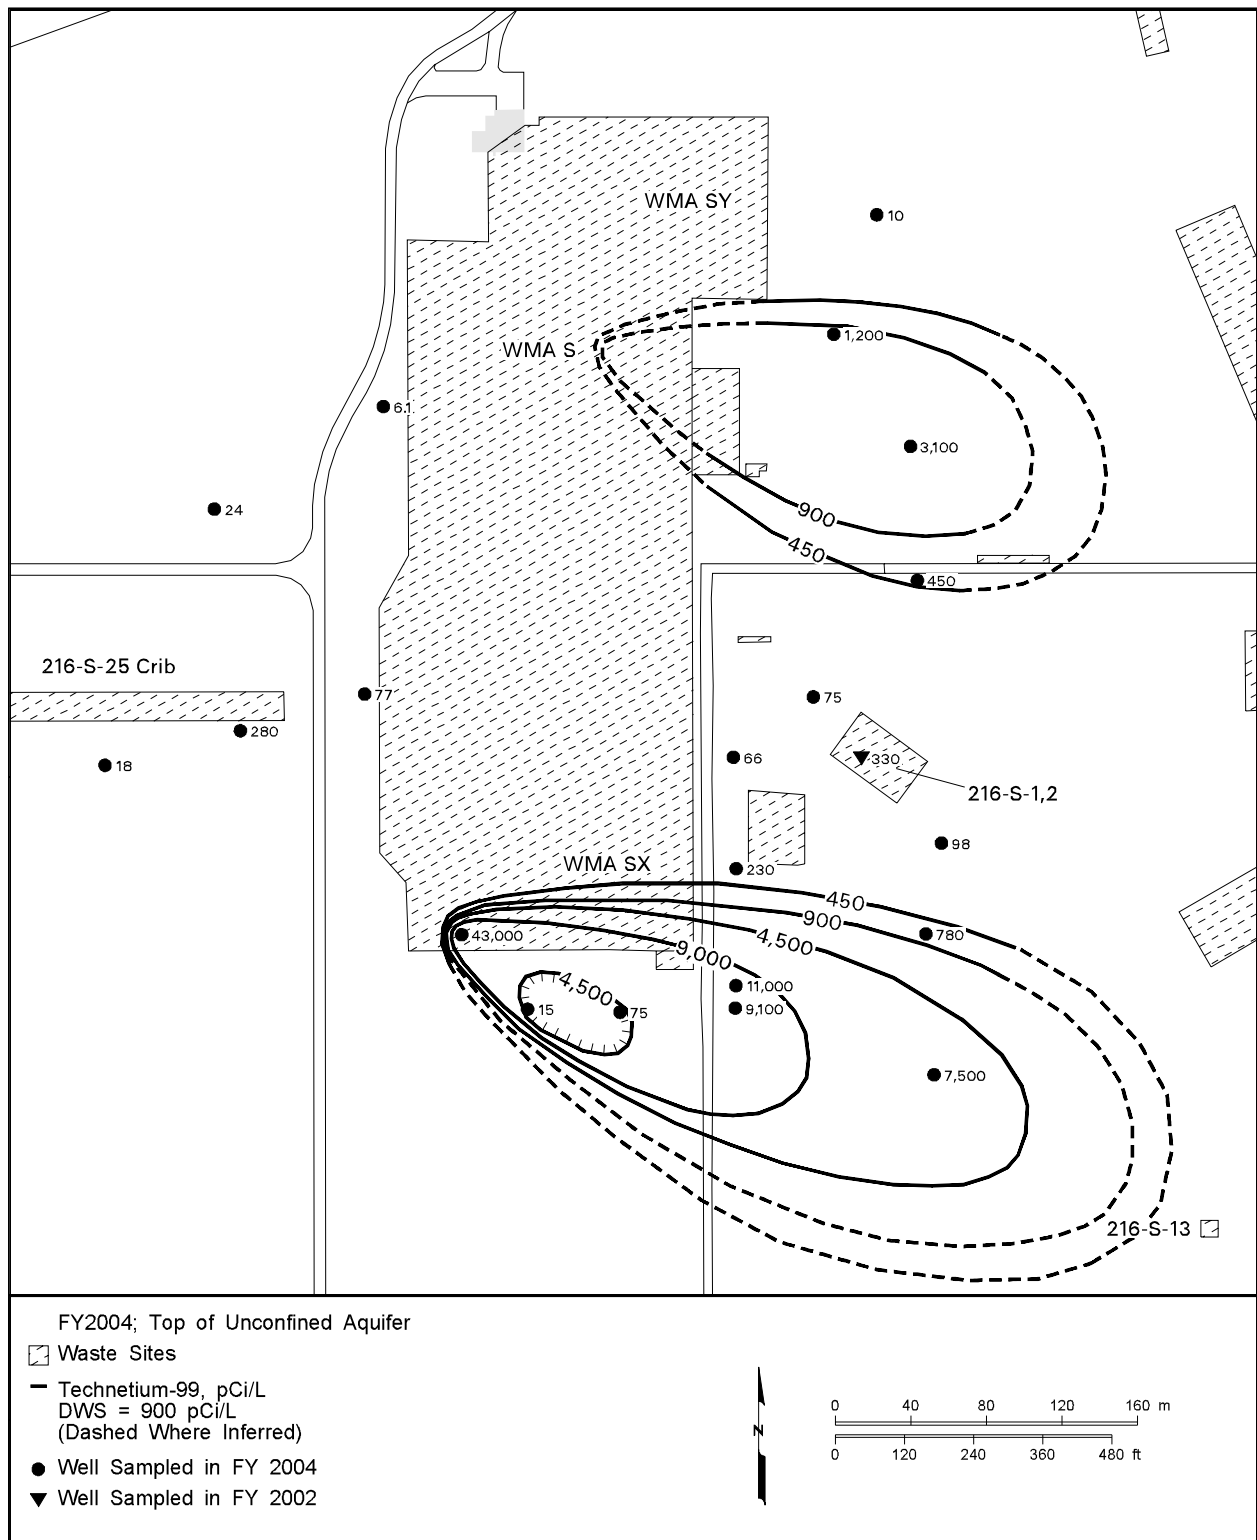 WMA SY
10
1,200
WMA S
6.1
3,100
24
900
450
450
216-S-25 Crib
77
75
280
66
330
18
216-S-1,2
98
WMA SX
230
450
900
780
43,000
4,500
9,000
4,500
11,000
15
75
9,100
7,500
216-S-13
FY2004; Top of Unconfined Aquifer
Waste Sites
Technetium-99, pCi/L
DWS = 900 pCi/L
(Dashed Where Inferred)
Well Sampled in FY 2004
Well Sampled in FY 2002
N
0 40 80 120 160 m
0 120 240 360 480 ft